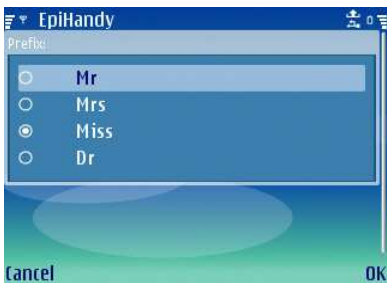 EpiHandy
Prefix:
Mr
Mrs
Miss
Dr
Cancel OK